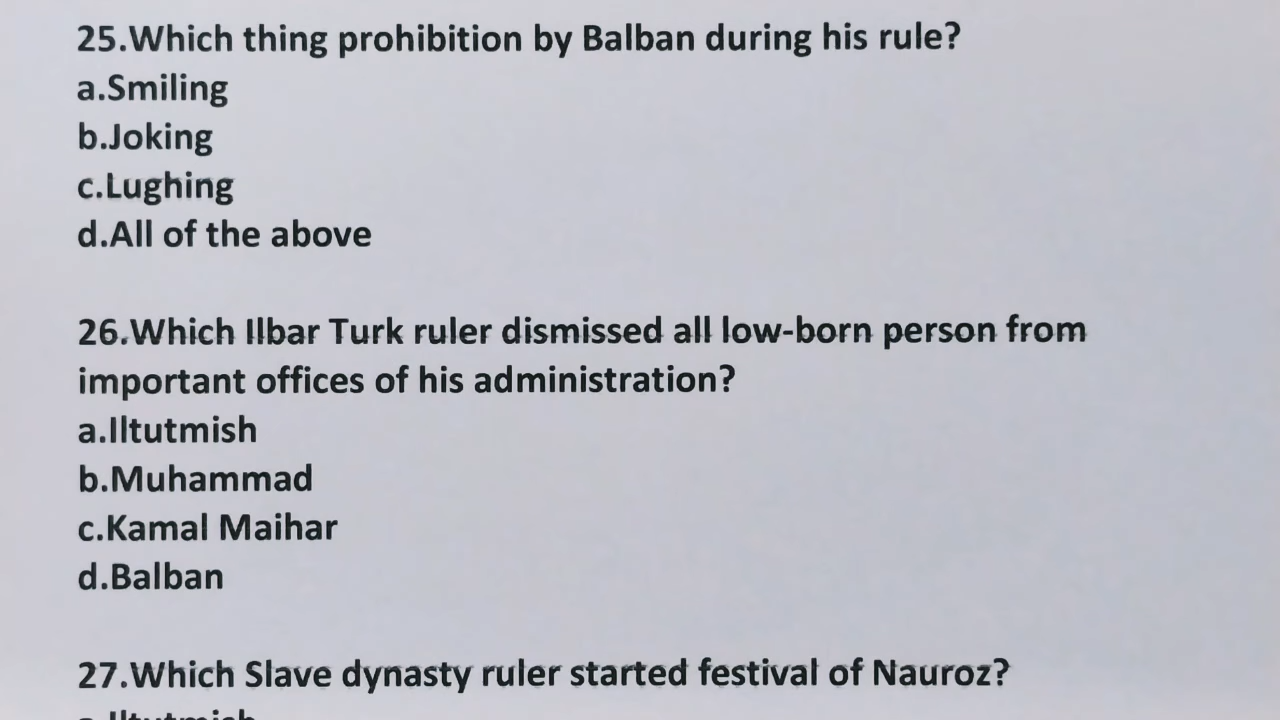 25.Which thing prohibition by Balban during his rule?
a.Smiling
b.Joking
c.Lughing
d.All of the above
26.Which Ilbar Turk ruler dismissed all low-born person from
important offices of his administration?
a.Iltutmish
b.Muhammad
c.Kamal Maihar
d.Balban
27.Which Slave dynasty ruler started festival of Nauroz?
a.Iltutmish